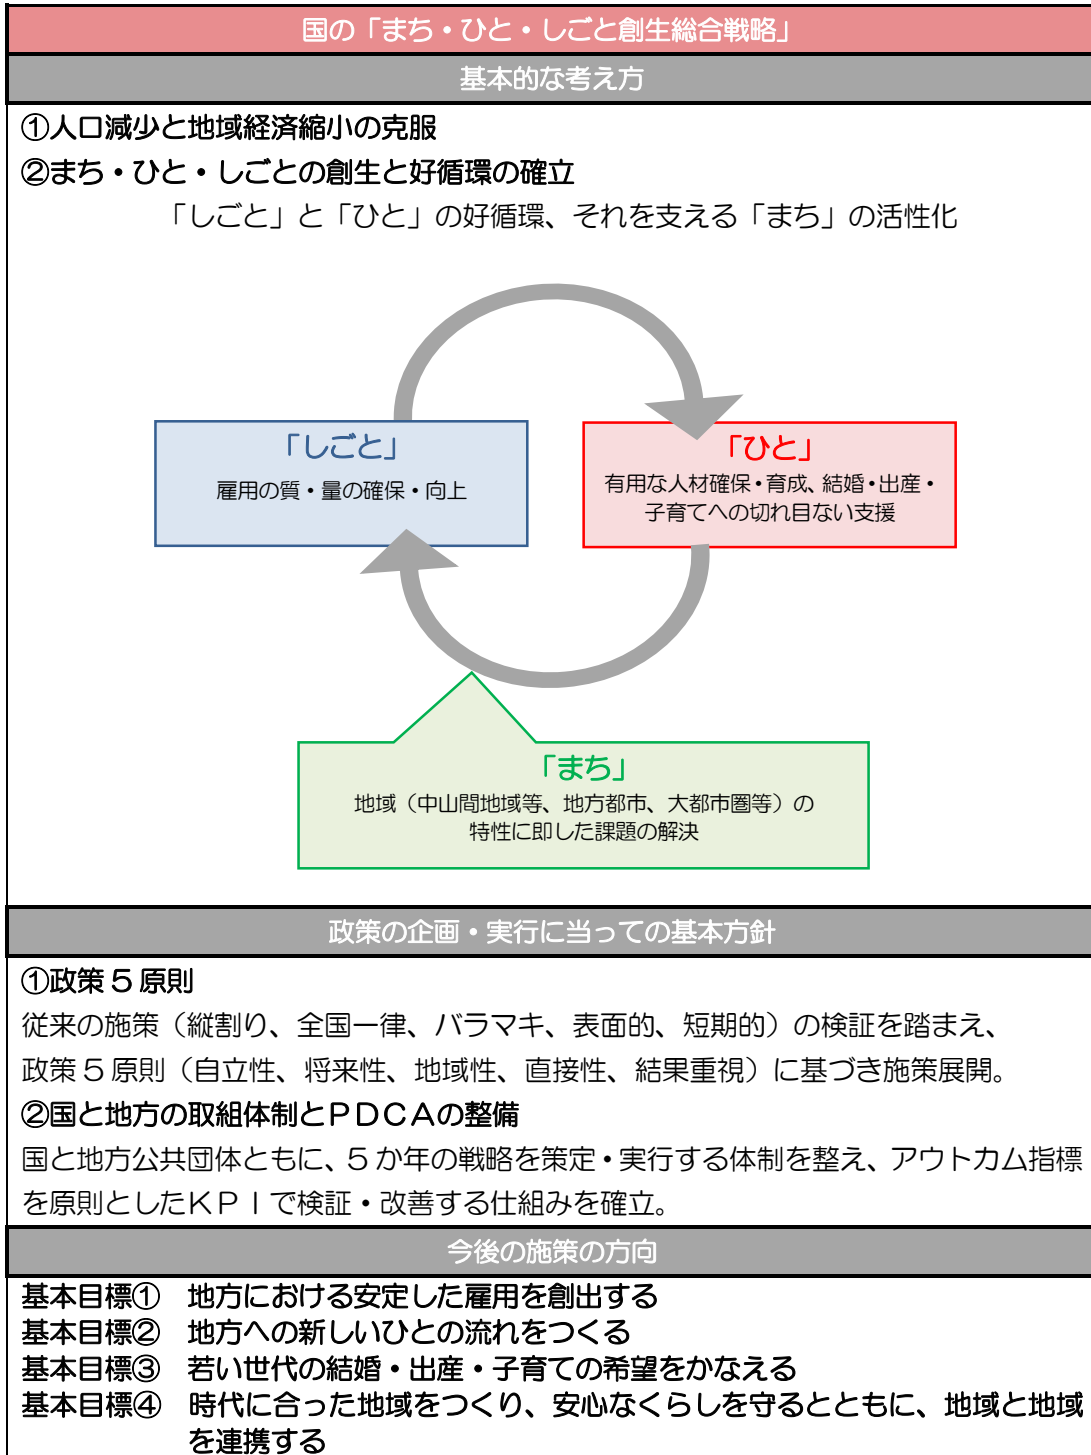 国の「まち・ひと・しごと創生総合戦略」
基本的な考え方
①人口減少と地域経済縮小の克服
②まち・ひと・しごとの創生と好循環の確立
「しごと」と「ひと」の好循環、それを支える「まち」の活性化
「しごと」
雇用の質・量の確保・向上
「ひと」
有用な人材確保・育成、結婚・出産・
子育てへの切れ目ない支援
「まち」
地域（中山間地域等、地方都市、大都市圏等）の
特性に即した課題の解決
政策の企画・実行に当っての基本方針
①政策５原則
従来の施策（縦割り、全国一律、バラマキ、表面的、短期的）の検証を踏まえ、
政策５原則（自立性、将来性、地域性、直接性、結果重視）に基づき施策展開。
②国と地方の取組体制とＰＤＣＡの整備
国と地方公共団体ともに、５か年の戦略を策定・実行する体制を整え、アウトカム指標
を原則としたＫＰＩで検証・改善する仕組みを確立。
今後の施策の方向
基本目標①　地方における安定した雇用を創出する
基本目標②　地方への新しいひとの流れをつくる
基本目標③　若い世代の結婚・出産・子育ての希望をかなえる
基本目標④　時代に合った地域をつくり、安心なくらしを守るとともに、地域と地域
を連携する